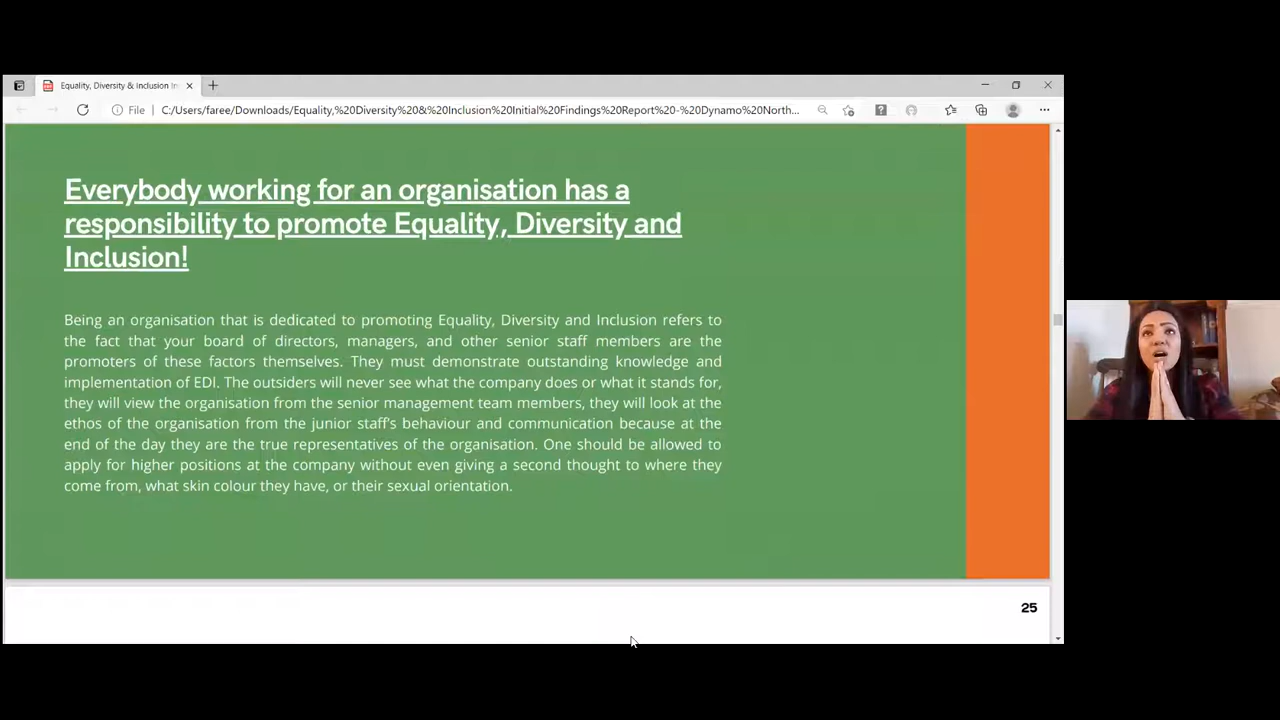 Equality, Diversity & Inclusion In
File
C:/Users/faree/Downloads/Equality,%20Diversity%20&%20Inclusion%20Initial%20Findings%20Report%20-%20Dynamo%20North...
Everybody working for an organisation has a
responsibility to promote Equality, Diversity and
Inclusion!
Being an organisation that is dedicated to promoting Equality, Diversity and Inclusion refers to
the fact that your board of directors, managers, and other senior staff members are the
promoters of these factors themselves. They must demonstrate outstanding knowledge and
implementation of EDI. The outsiders will never see what the company does or what it stands for,
they will view the organisation from the senior management team members, they will look at the
ethos of the organisation from the junior staff's behaviour and communication because at the
end of the day they are the true representatives of the organisation. One should be allowed to
apply for higher positions at the company without even giving a second thought to where they
come from, what skin colour they have, or their sexual orientation.
25